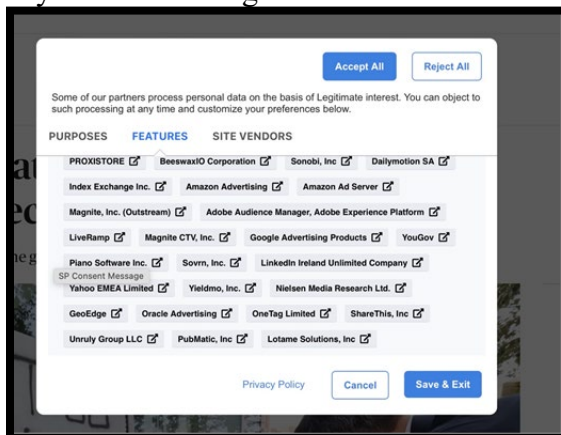 Accept All Reject All
Some of our partners process personal data on the basis of Legitimate interest. You can object to
such processing at any time and customize your preferences below.
PURPOSES FEATURES SITE VENDORS
PROXISTORE BeeswaxIO Corporation Sonobi, Inc Dailymotion SA
Index Exchange Inc. Amazon Advertising Amazon Ad Server
Magnite, Inc. (Outstream) Adobe Audience Manager, Adobe Experience Platform
LiveRamp Magnite CTV, Inc. Google Advertising Products YouGov
Piano Software Inc. Sovrn, Inc. LinkedIn Ireland Unlimited Company
SP Consent Message
Yahoo EMEA Limited Yieldmo, Inc. Nielsen Media Research Ltd.
GeoEdge Oracle Advertising OneTag Limited ShareThis, Inc
Unruly Group LLC PubMatic, Inc Lotame Solutions, Inc
Privacy Policy Cancel Save & Exit